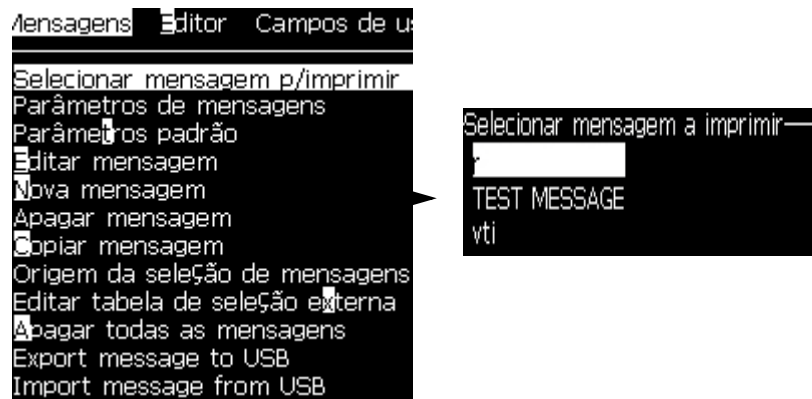 Mensagens Editor Campos de u
Selecionar mensagem p/imprimir
Parâmetros de mensagens
Parâmetros padrão
Editar mensagem
Nova mensagem
Apagar mensagem
Copiar mensagem
Origem da seleção de mensagens
Editar tabela de seleção externa
Apagar todas as mensagens
Export message to USB
Import message from USB
Selecionar mensagem a imprimir
r
TEST MESSAGE
vti